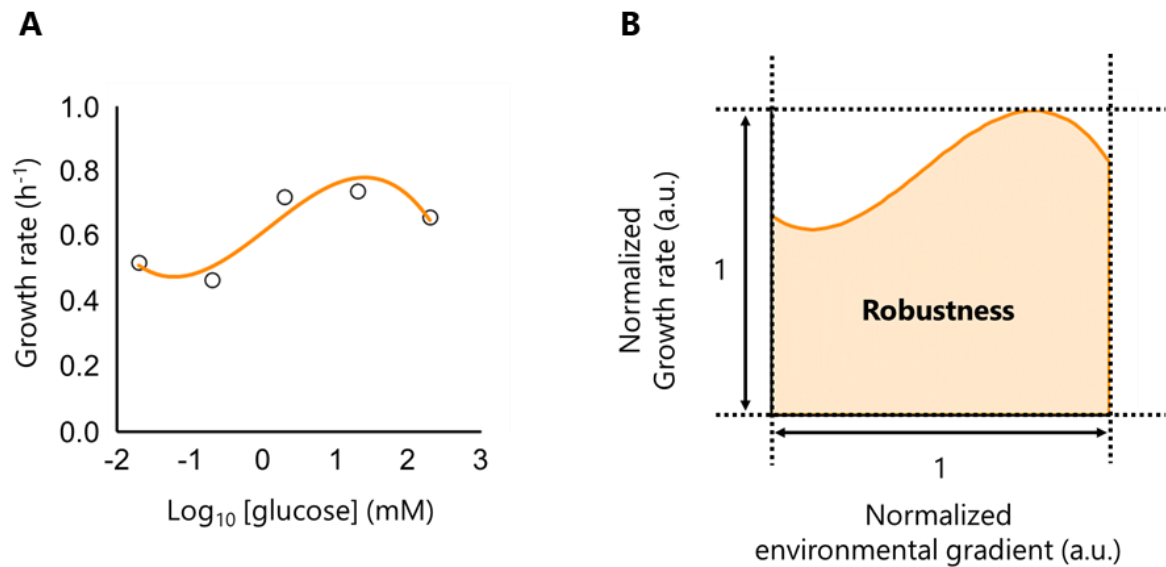 A
Growth rate (h⁻¹)
1.0
0.8
0.6
0.4
0.2
0.0
-2 -1 0 1 2 3
Log₁₀ [glucose] (mM)
B
Normalized
Growth rate (a.u.)
1
Robustness
1
Normalized
environmental gradient (a.u.)